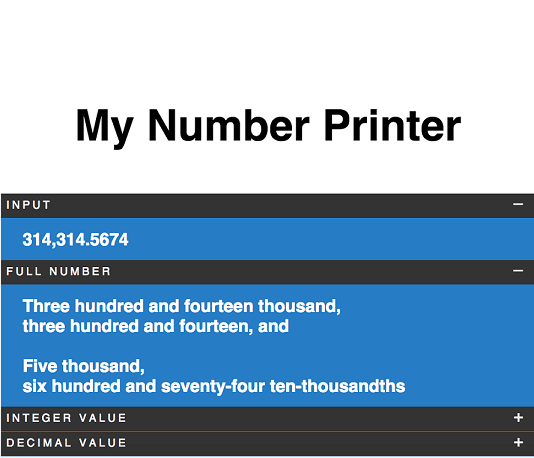 My Number Printer
INPUT −
314,314.5674
FULL NUMBER −
Three hundred and fourteen thousand,
three hundred and fourteen, and
Five thousand,
six hundred and seventy-four ten-thousandths
INTEGER VALUE +
DECIMAL VALUE +